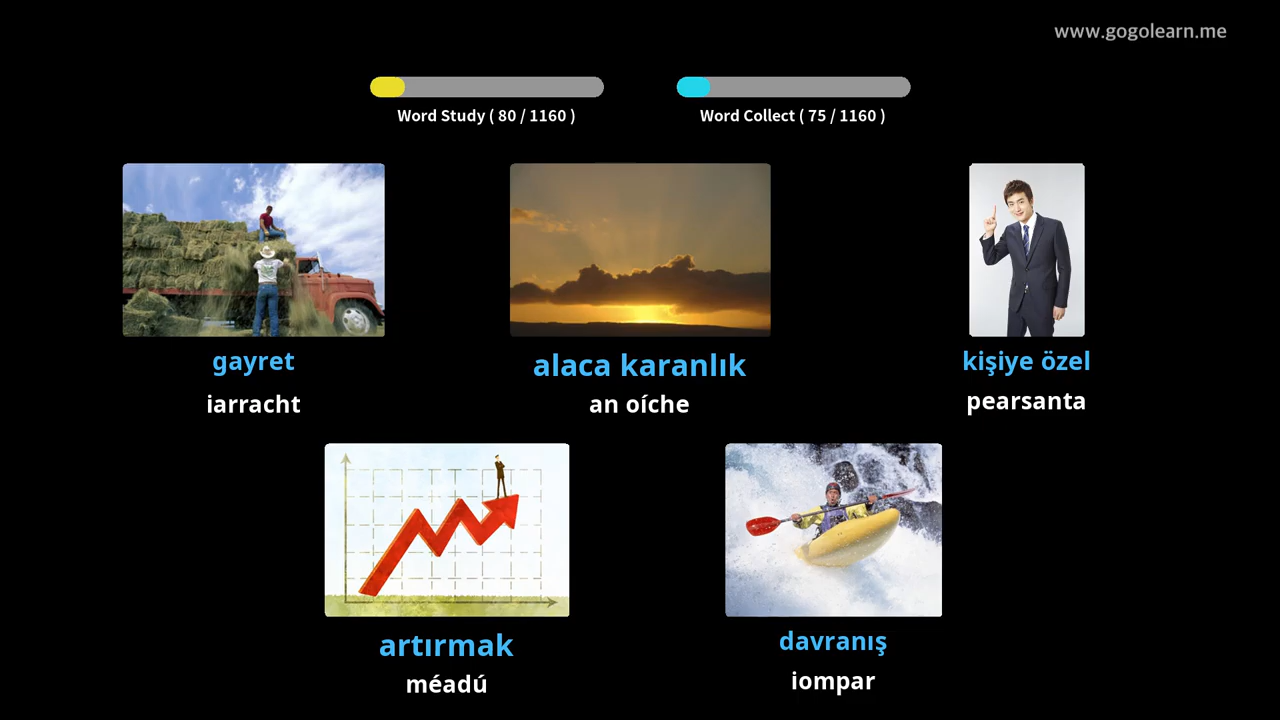 www.gogolearn.me
Word Study ( 80 / 1160 )
Word Collect ( 75 / 1160 )
gayret
iarracht
alaca karanlık
an oíche
kişiye özel
pearsanta
artırmak
méadú
davranış
iompar